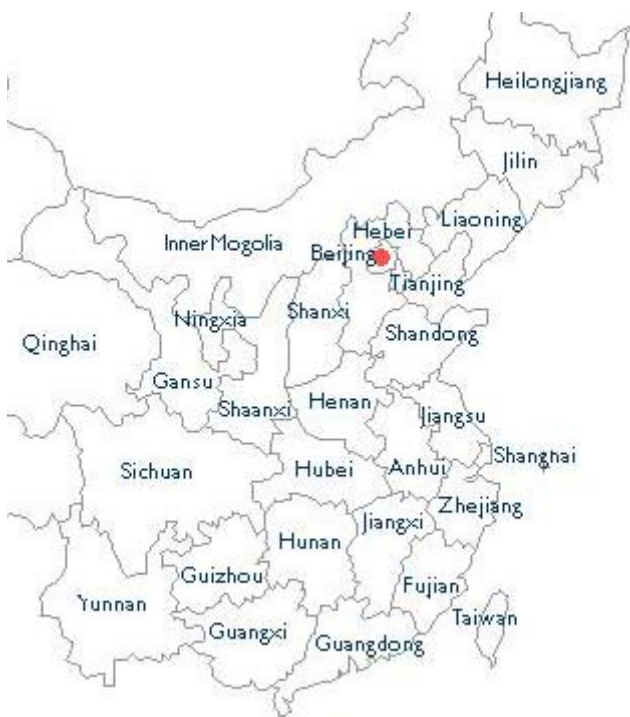 Heilongjiang
Jilin
Liaoning
Hebei
InnerMogolia
Beijing
Tianjing
Ningxia
Shanxi
Shandong
Qinghai
Gansu
Shaanxi
Henan
Jiangsu
Shanghai
Sichuan
Hubei
Anhui
Zhejiang
Jiangxi
Hunan
Guizhou
Fujian
Yunnan
Taiwan
Guangxi
Guangdong